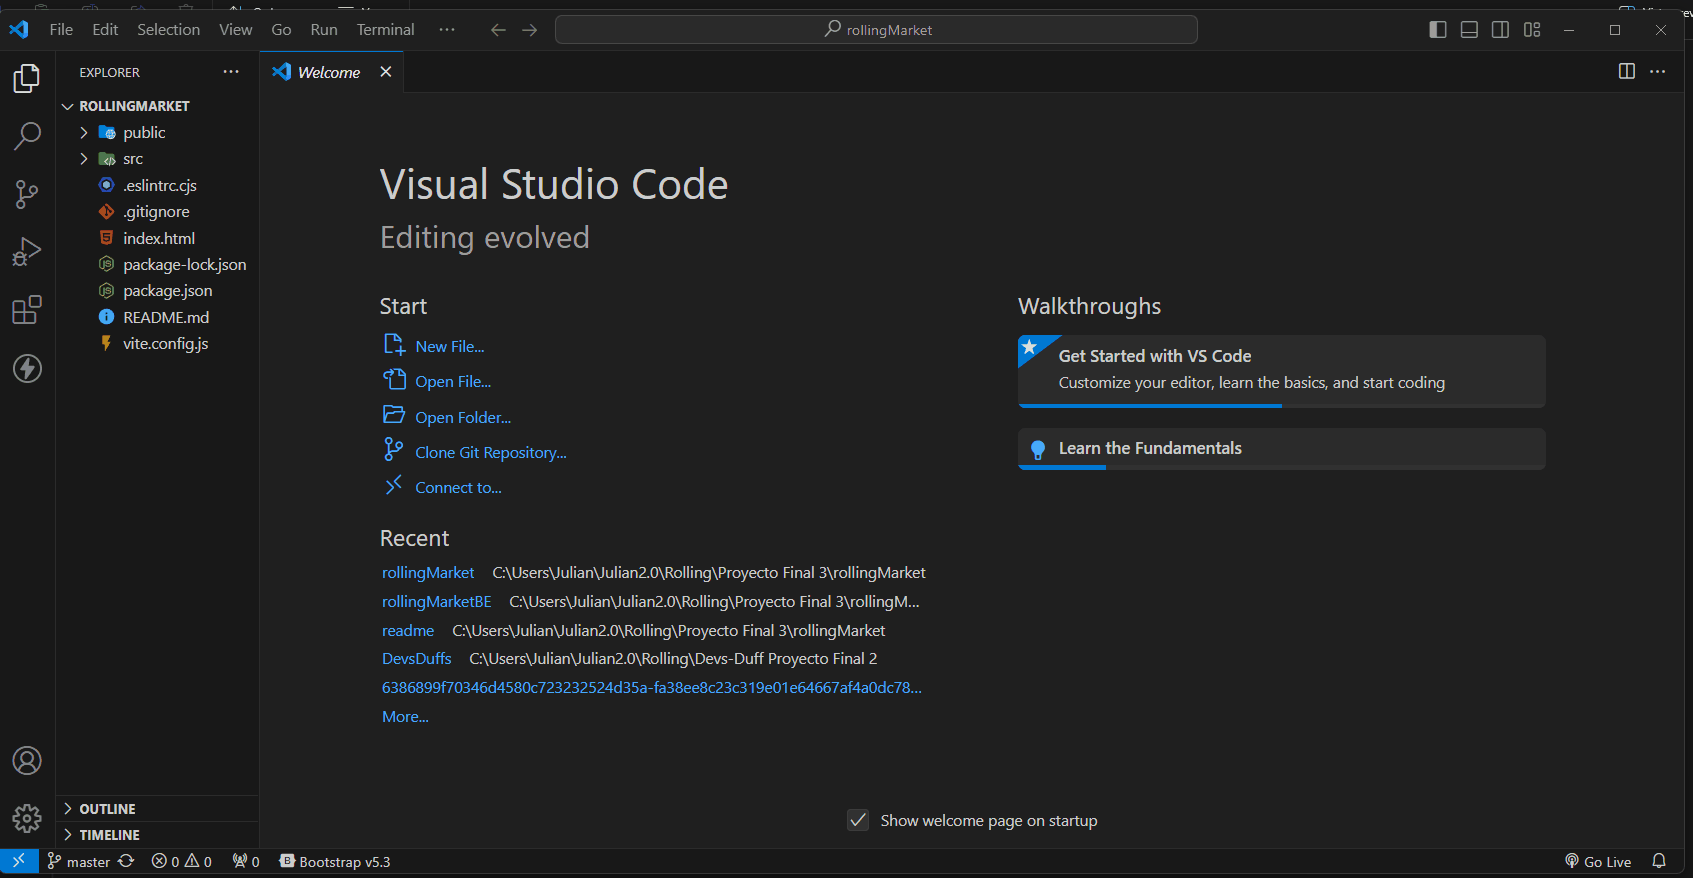 File Edit Selection View Go Run Terminal ··· rollingMarket
EXPLORER ···
Welcome
ROLLINGMARKET
public
src
.eslintrc.cjs
.gitignore
index.html
package-lock.json
package.json
README.md
vite.config.js
OUTLINE
TIMELINE
Visual Studio Code
Editing evolved
Start
New File...
Open File...
Open Folder...
Clone Git Repository...
Connect to...
Recent
rollingMarket C:\Users\Julian\Julian2.0\Rolling\Proyecto Final 3\rollingMarket
rollingMarketBE C:\Users\Julian\Julian2.0\Rolling\Proyecto Final 3\rollingM...
readme C:\Users\Julian\Julian2.0\Rolling\Proyecto Final 3\rollingMarket
DevsDuffs C:\Users\Julian\Julian2.0\Rolling\Devs-Duff Proyecto Final 2
6386899f70346d4580c723232524d35a-fa38ee8c23c319e01e64667af4a0dc78...
More...
Walkthroughs
Get Started with VS Code
Customize your editor, learn the basics, and start coding
Learn the Fundamentals
Show welcome page on startup
master 0 0 0 Bootstrap v5.3 Go Live